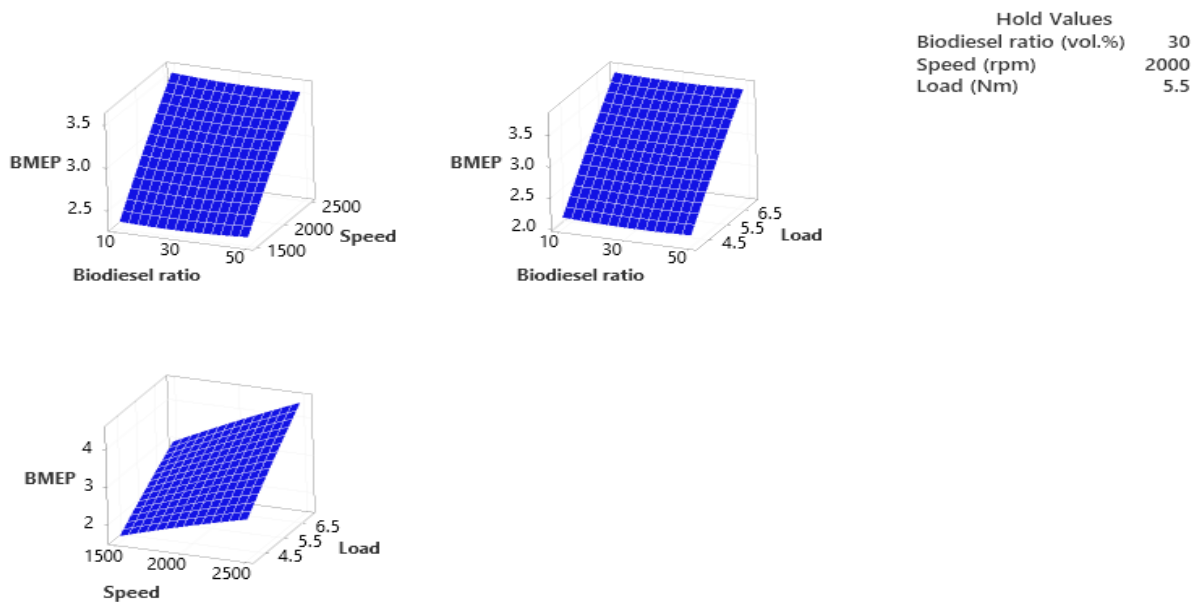 Hold Values
Biodiesel ratio (vol.%) 30
Speed (rpm) 2000
Load (Nm) 5.5
3.5
BMEP 3.0
2.5
10 30 50
1500 2000 2500
Speed
Biodiesel ratio
3.5
BMEP 3.0
2.5
2.0
10 30 50
4.5 5.5 6.5
Load
Biodiesel ratio
4
BMEP 3
2
1500 2000 2500
4.5 5.5 6.5
Load
Speed